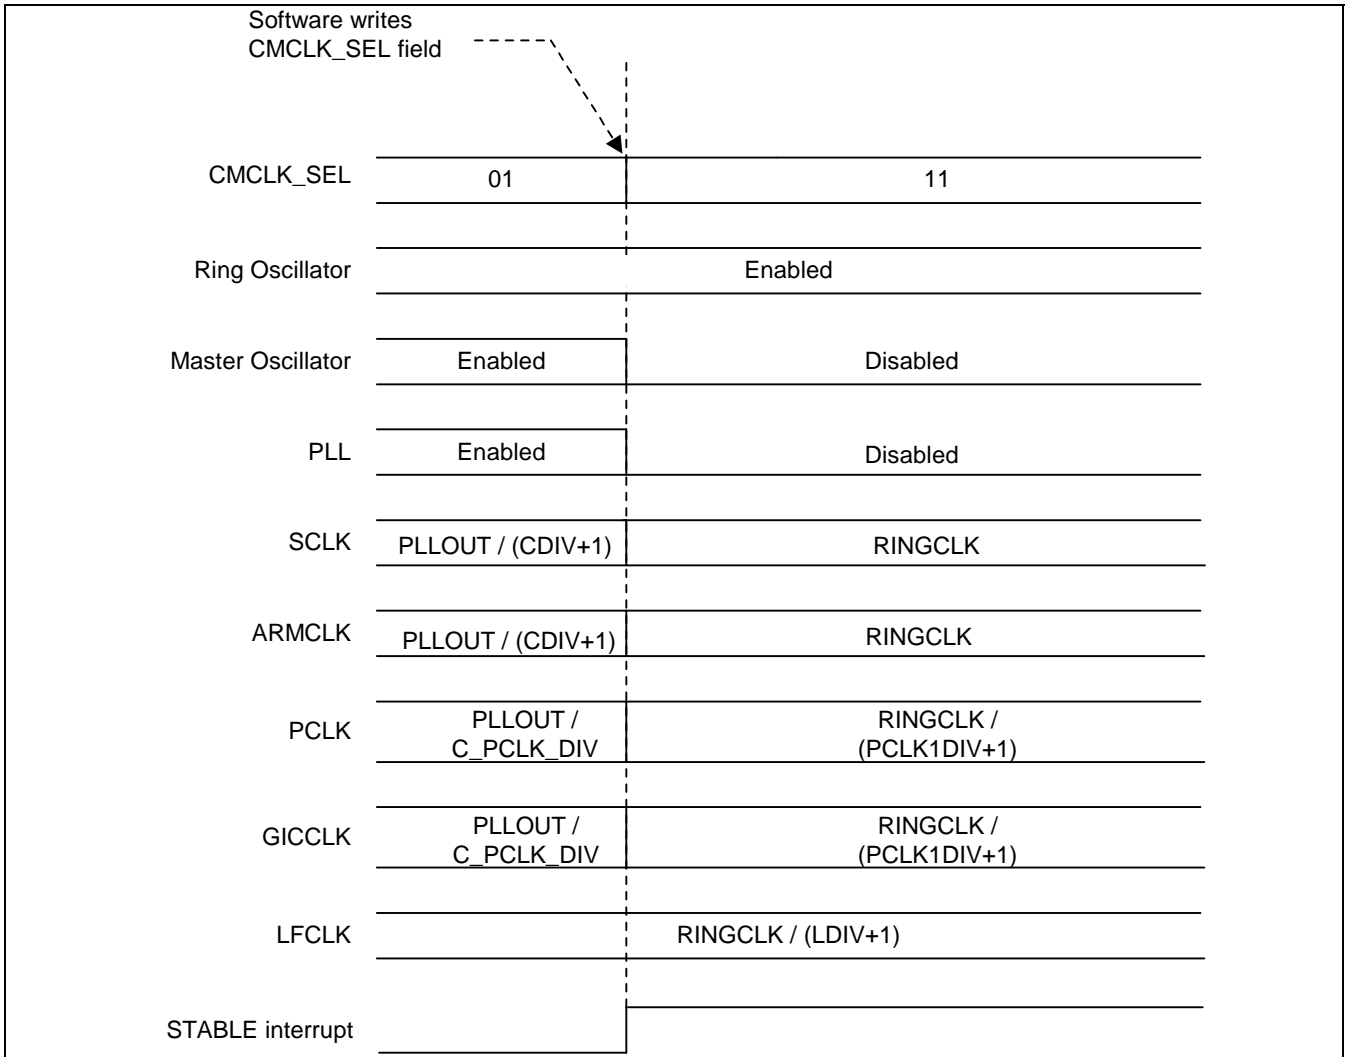 Software writes
CMCLK_SEL field
CMCLK_SEL
01
11
Ring Oscillator
Enabled
Master Oscillator
Enabled
Disabled
PLL
Enabled
Disabled
SCLK
PLLOUT / (CDIV+1)
RINGCLK
ARMCLK
PLLOUT / (CDIV+1)
RINGCLK
PCLK
PLLOUT /
C_PCLK_DIV
RINGCLK /
(PCLK1DIV+1)
GICCLK
PLLOUT /
C_PCLK_DIV
RINGCLK /
(PCLK1DIV+1)
LFCLK
RINGCLK / (LDIV+1)
STABLE interrupt